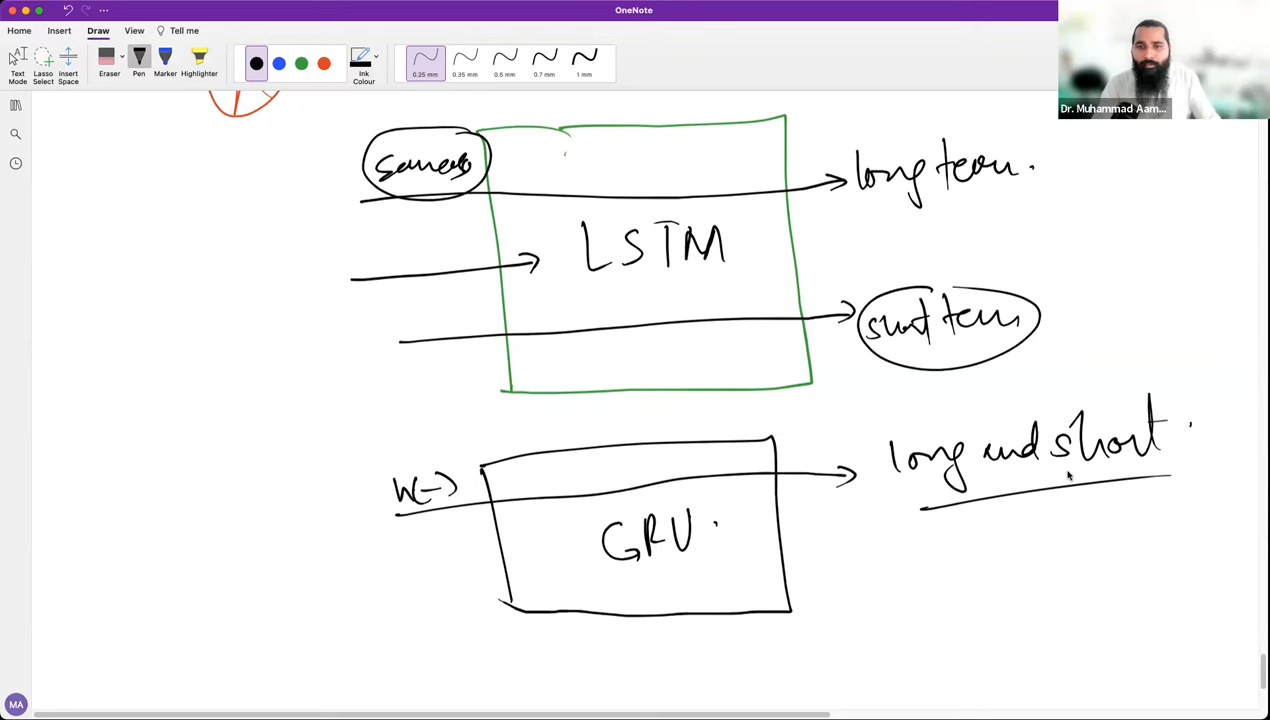 OneNote
Home Insert Draw View Tell me
Text Mode
Lasso Select
Insert Space
Eraser
Pen
Marker
Highlighter
Ink Colour
0.25 mm
0.35 mm
0.5 mm
0.7 mm
1 mm
Dr. Muhammad Aam...
long term.
LSTM
short term
long and short.
h(-)
GRU.
MA